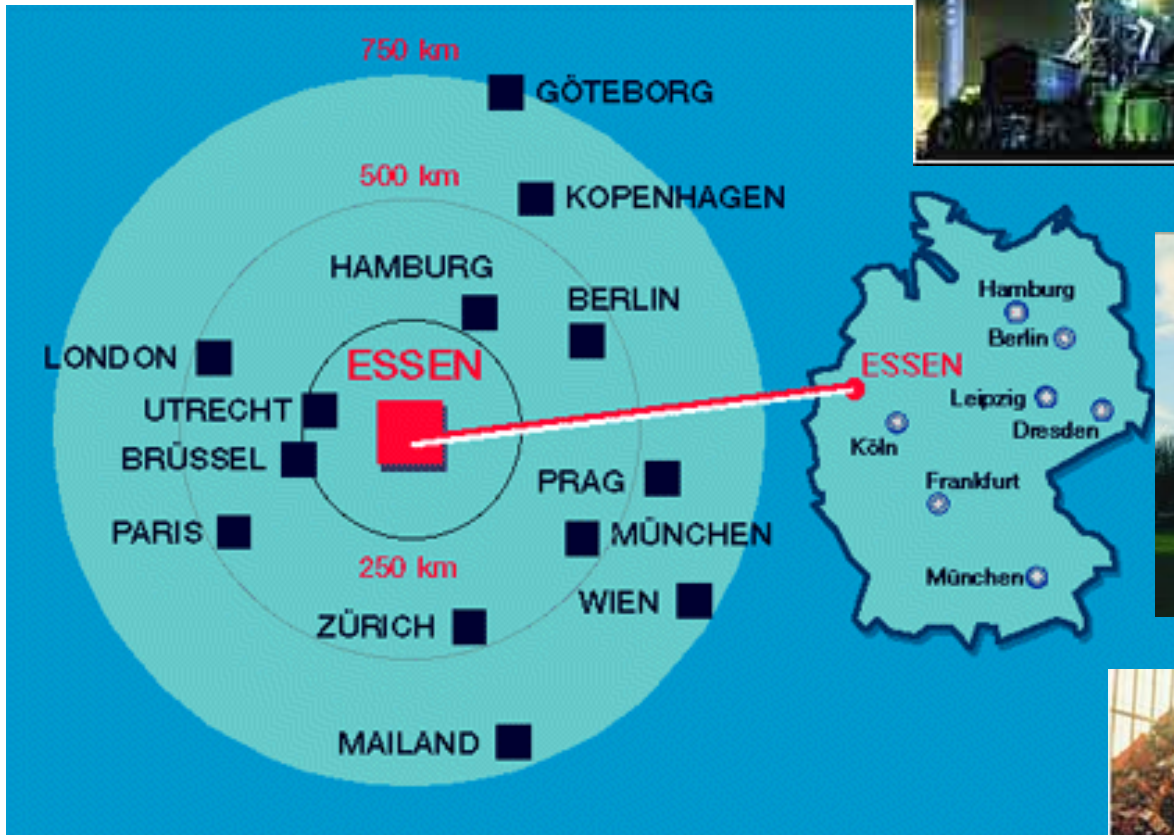 750 km
GÖTEBORG
500 km
KOPENHAGEN
HAMBURG
BERLIN
LONDON
ESSEN
UTRECHT
BRÜSSEL
PRAG
PARIS
MÜNCHEN
250 km
WIEN
ZÜRICH
MAILAND
Hamburg
Berlin
ESSEN
Leipzig
Dresden
Köln
Frankfurt
München